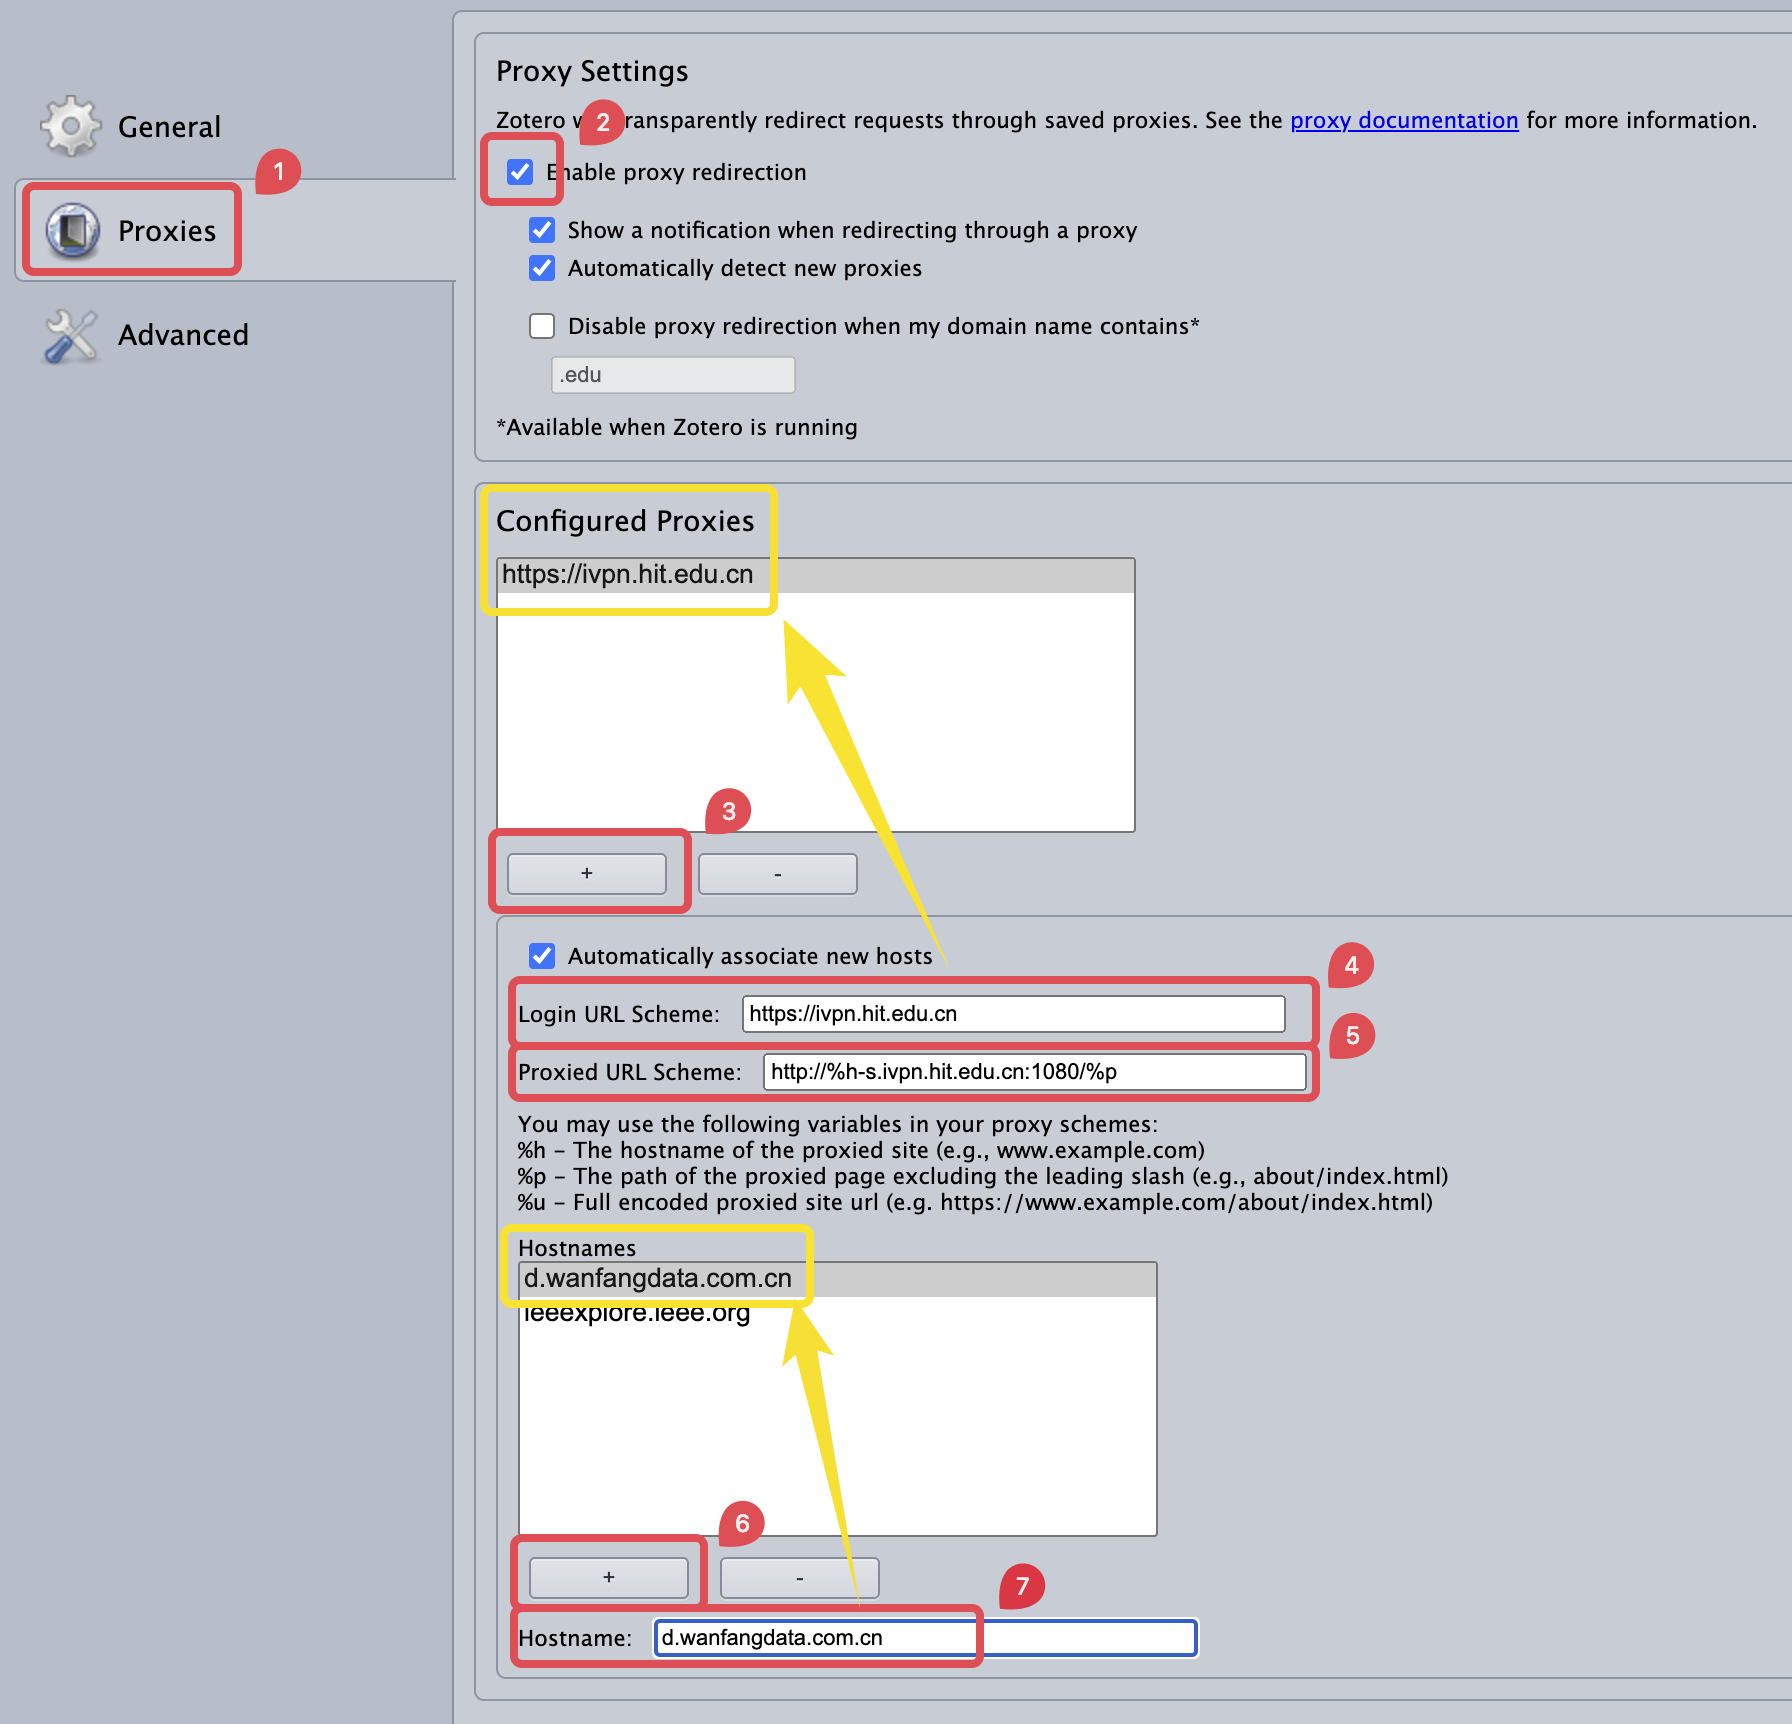 General
1
Proxies
Advanced
Proxy Settings
Zotero w 2 ransparently redirect requests through saved proxies. See the proxy documentation for more information.
Enable proxy redirection
Show a notification when redirecting through a proxy
Automatically detect new proxies
Disable proxy redirection when my domain name contains*
.edu
*Available when Zotero is running
Configured Proxies
https://ivpn.hit.edu.cn
3
+ -
Automatically associate new hosts
4
Login URL Scheme: https://ivpn.hit.edu.cn
5
Proxied URL Scheme: http://%h-s.ivpn.hit.edu.cn:1080/%p
You may use the following variables in your proxy schemes:
%h – The hostname of the proxied site (e.g., www.example.com)
%p – The path of the proxied page excluding the leading slash (e.g., about/index.html)
%u – Full encoded proxied site url (e.g. https://www.example.com/about/index.html)
Hostnames
d.wanfangdata.com.cn
ieeexplore.ieee.org
6
+ -
7
Hostname: d.wanfangdata.com.cn